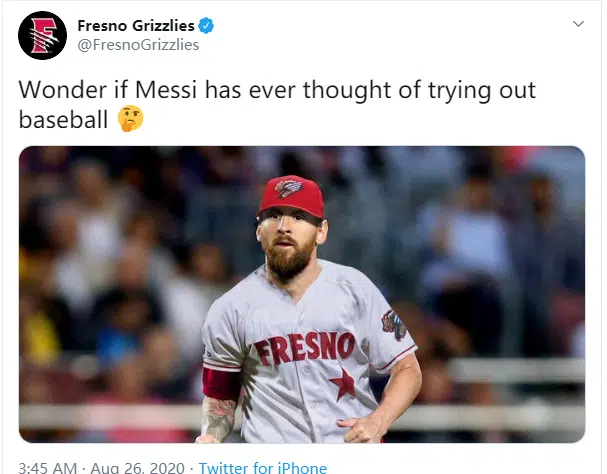 Fresno Grizzlies
@FresnoGrizzlies
Wonder if Messi has ever thought of trying out
baseball 🤔
FRESNO
3:45 AM · Aug 26, 2020 · Twitter for iPhone